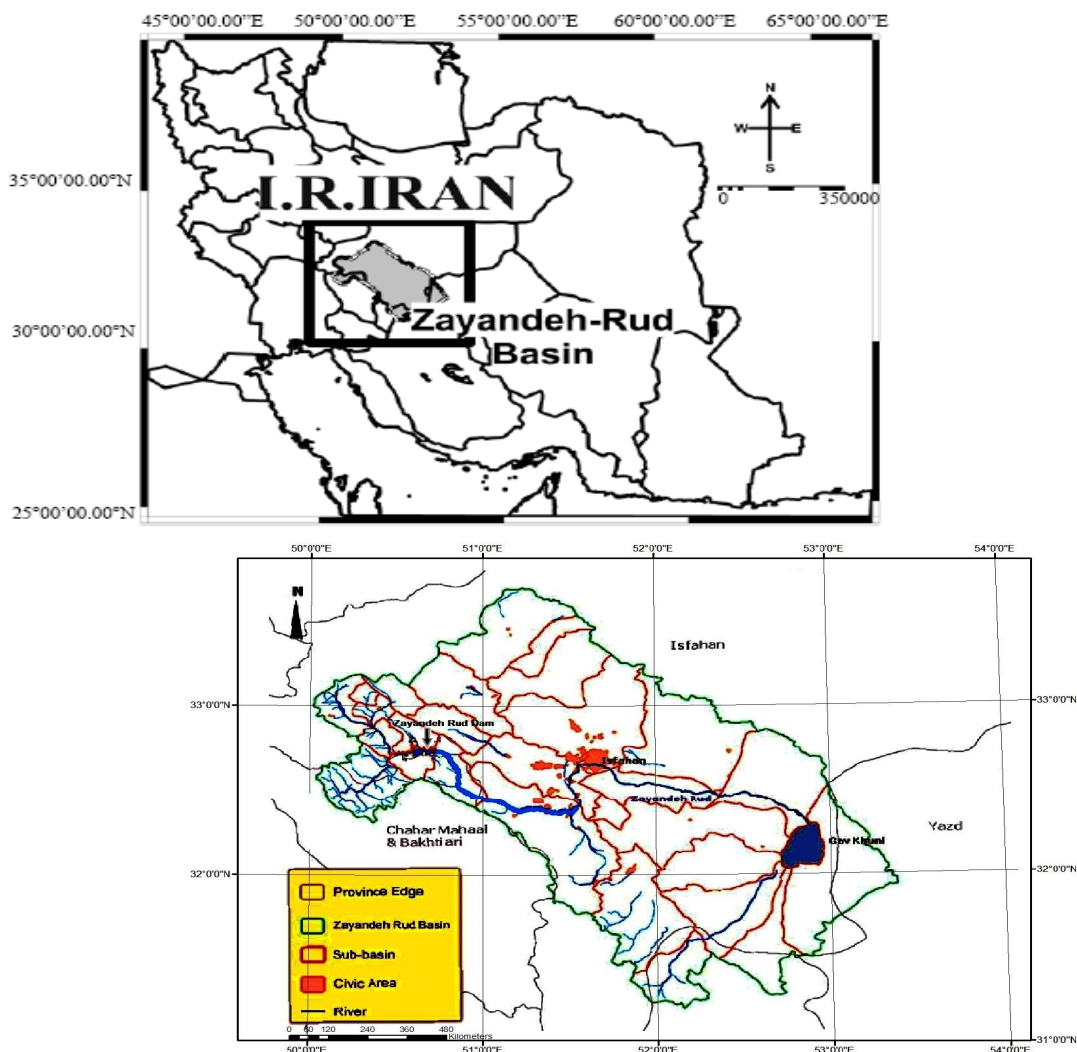 45°00'00.00"E 50°00'00.00"E 55°00'00.00"E 60°00'00.00"E 65°00'00.00"E
N
W E
S
35°00'00.00"N
0 350000
I.R.IRAN
Zayandeh-Rud
Basin
30°00'00.00"N
25°00'00.00"N
50°0'0"E 51°0'0"E 52°0'0"E 53°0'0"E 54°0'0"E
N
Isfahan
33°0'0"N 33°0'0"N
Zayandeh Rud Dam
Isfahan
Zayandeh Rud
Chahar Mahaal
& Bakhtiari
Yazd
Gav Khuni
32°0'0"N 32°0'0"N
Province Edge
Zayandeh Rud Basin
Sub-basin
Civic Area
River
0 60 120 240 360 480
Kilometers
50°0'0"E 51°0'0"E 52°0'0"E 53°0'0"E 31°0'0"N